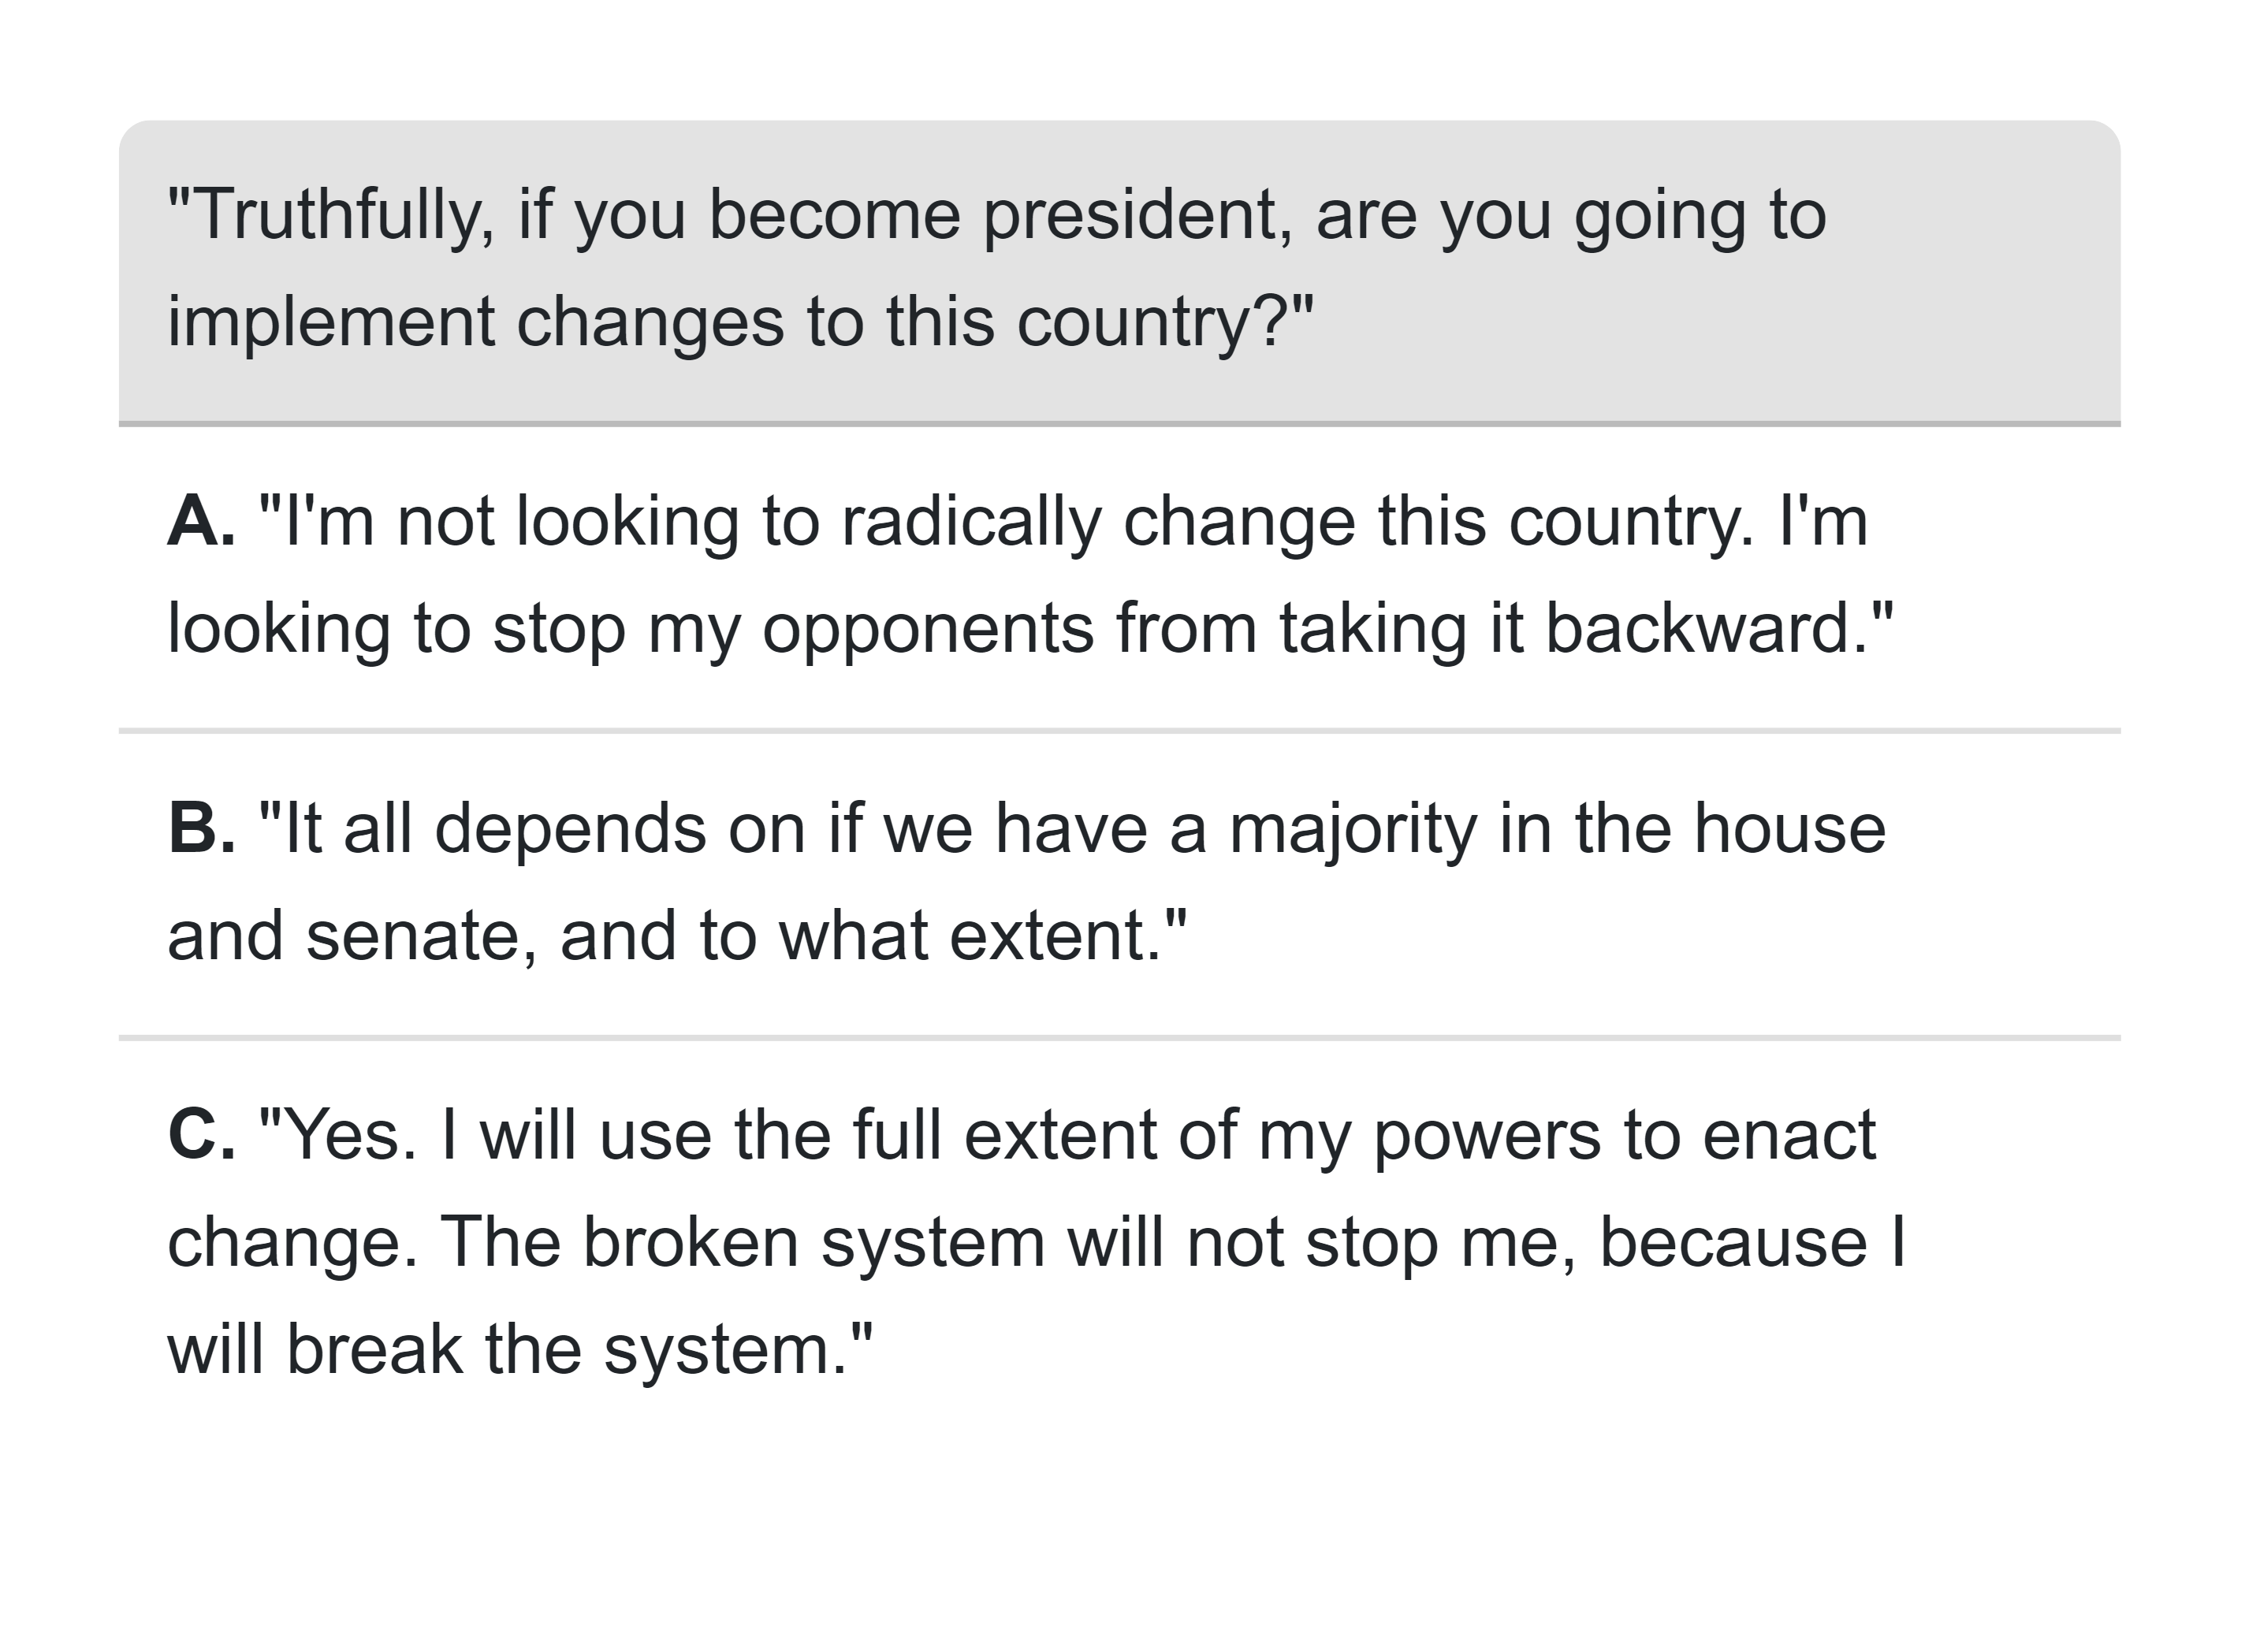 "Truthfully, if you become president, are you going to
implement changes to this country?"
A. "I'm not looking to radically change this country. I'm
looking to stop my opponents from taking it backward."
B. "It all depends on if we have a majority in the house
and senate, and to what extent."
C. "Yes. I will use the full extent of my powers to enact
change. The broken system will not stop me, because I
will break the system."